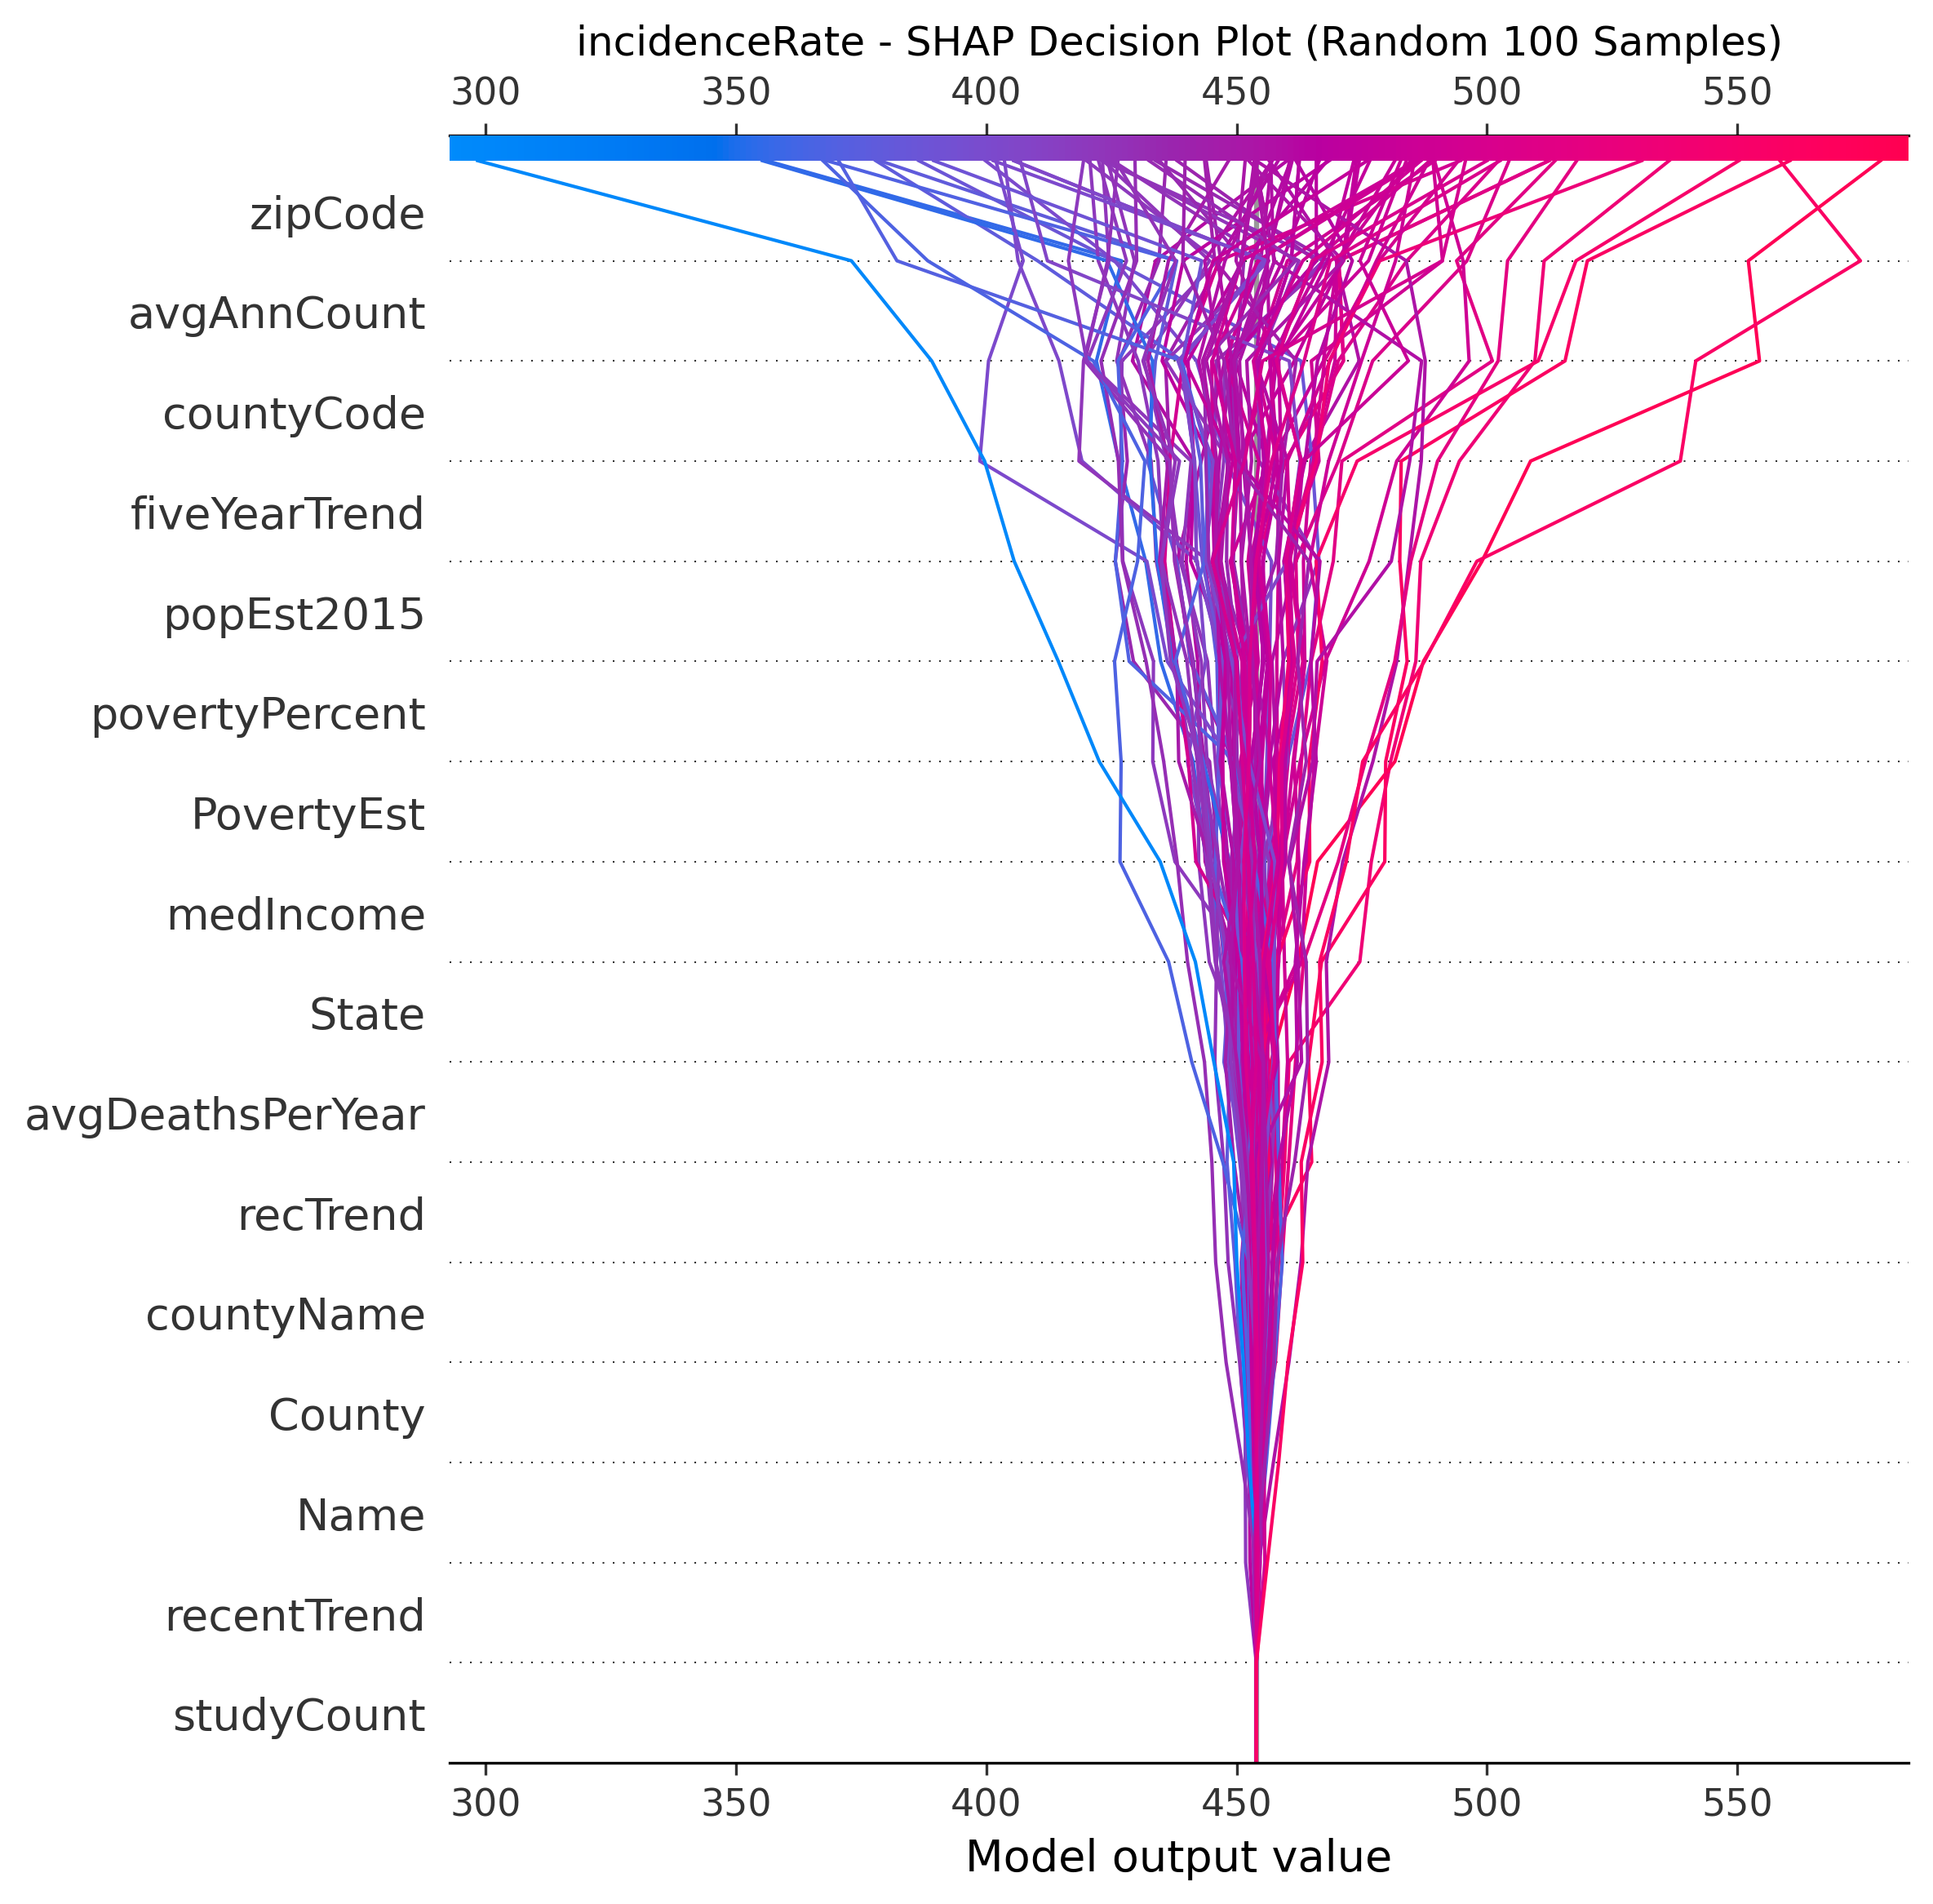 incidenceRate - SHAP Decision Plot (Random 100 Samples)
300 350 400 450 500 550
zipCode
avgAnnCount
countyCode
fiveYearTrend
popEst2015
povertyPercent
PovertyEst
medIncome
State
avgDeathsPerYear
recTrend
countyName
County
Name
recentTrend
studyCount
300 350 400 450 500 550
Model output value